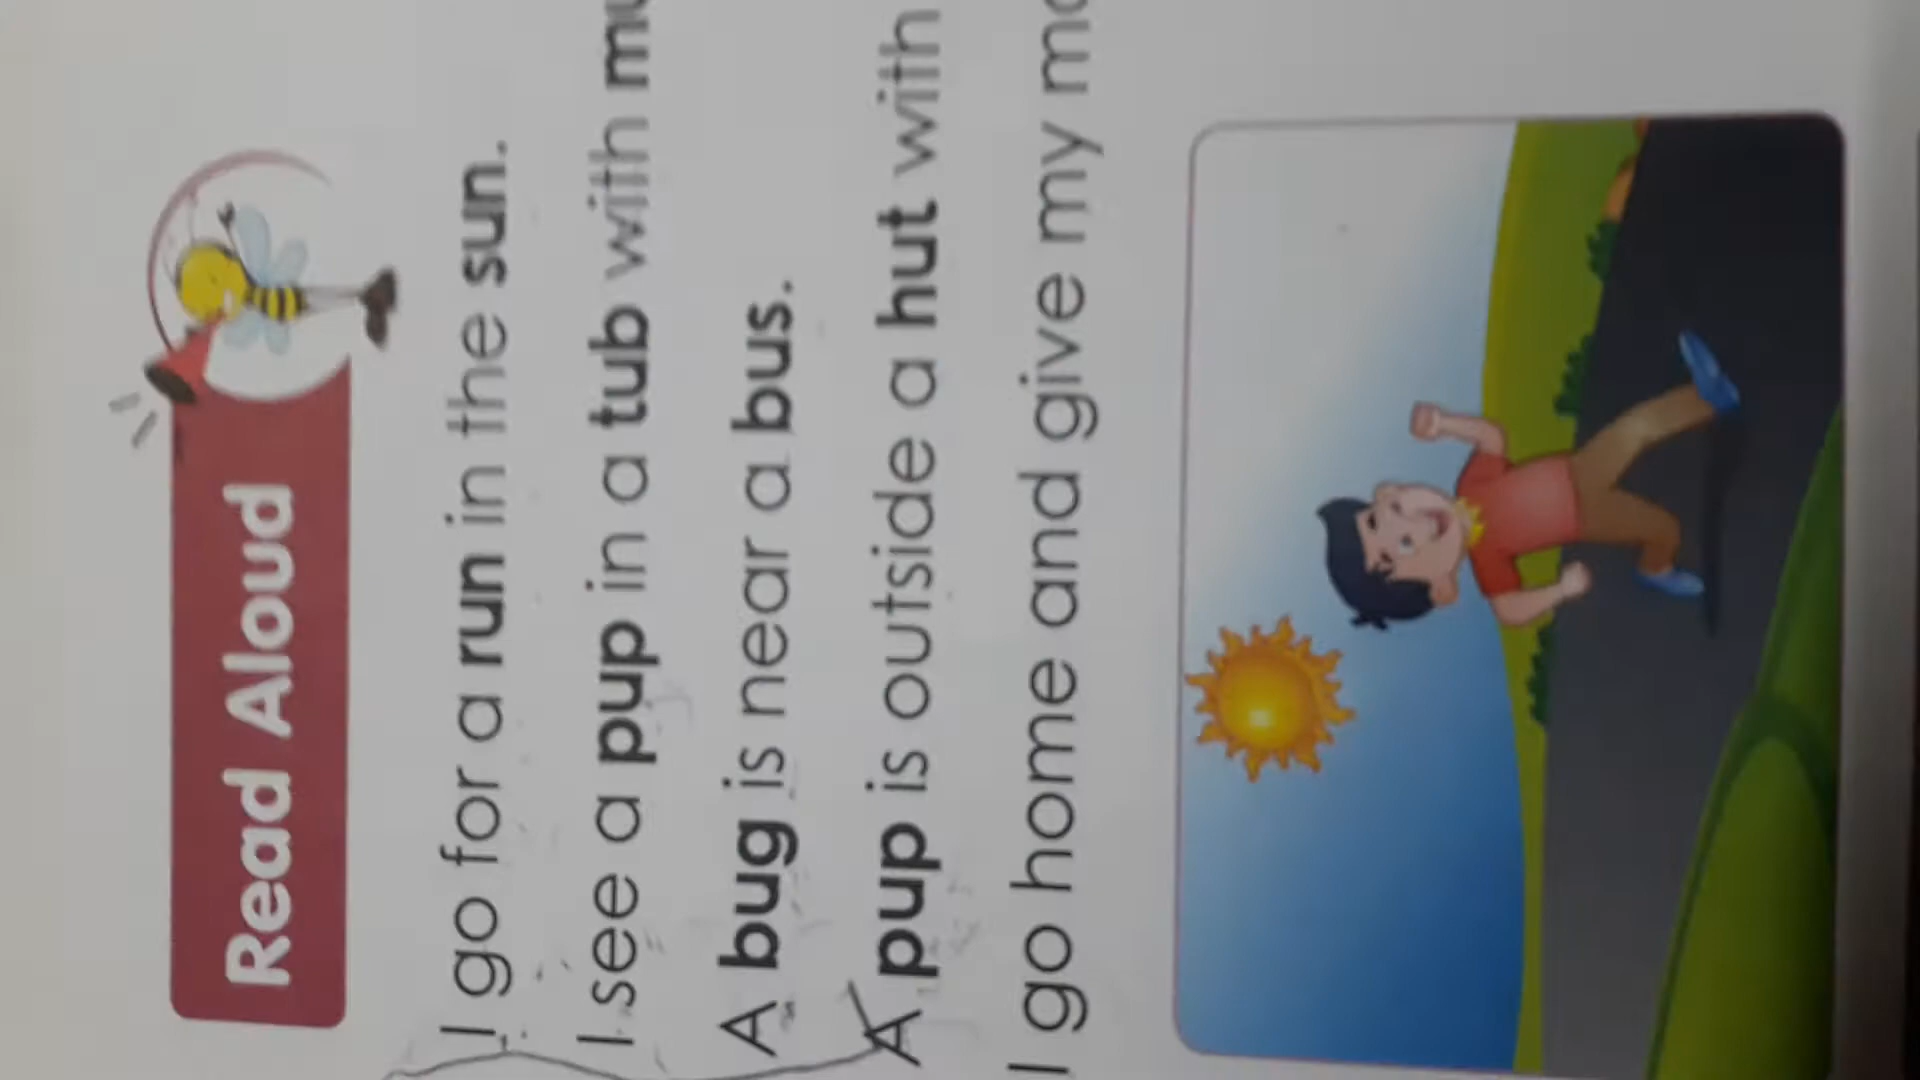 Read Aloud
I go for a run in the sun.
I see a pup in a tub with
A bug is near a bus.
A pup is outside a hut with
I go home and give my